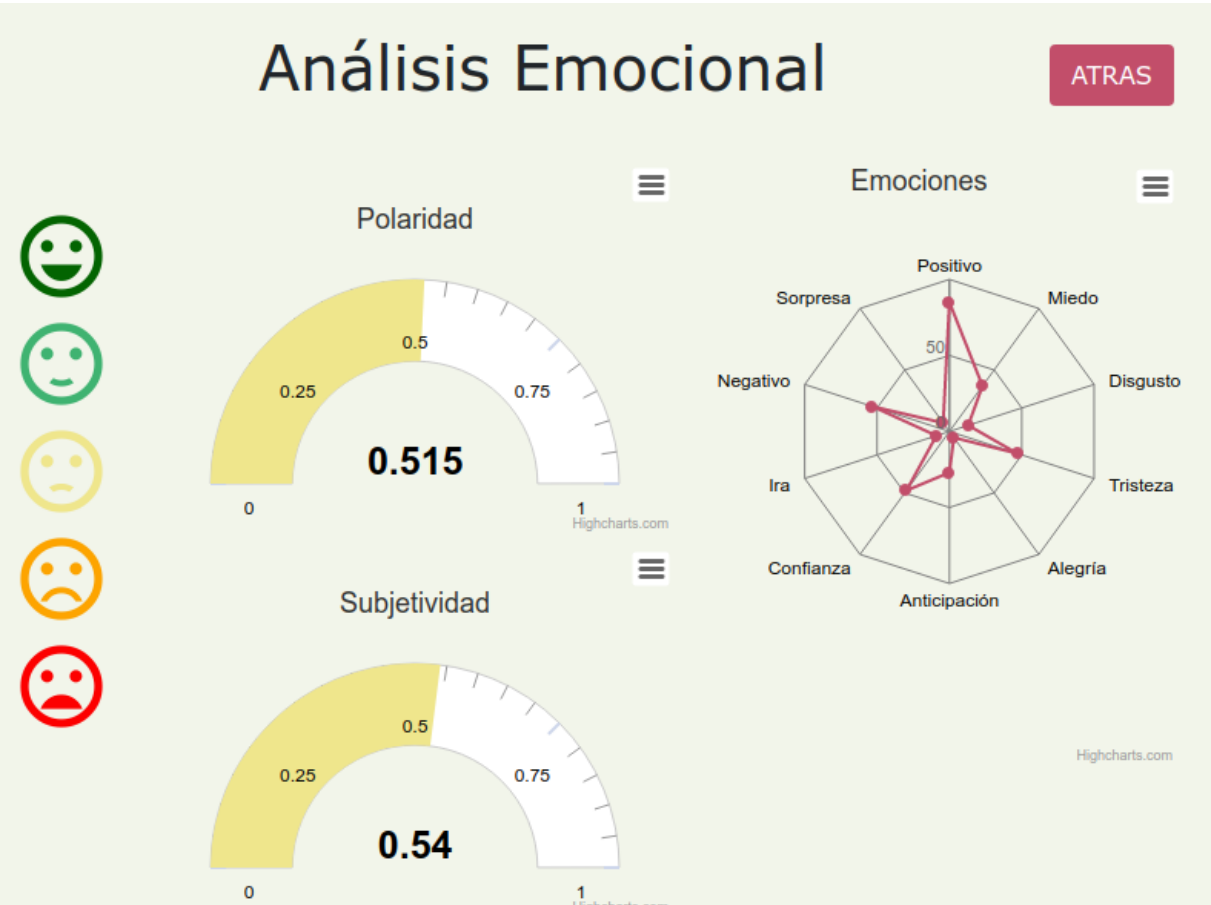 Análisis Emocional
ATRAS
Polaridad
0.5
0.25
0.75
0.515
0
1
Highcharts.com
Subjetividad
0.5
0.25
0.75
0.54
0
1
Highcharts.com
Emociones
Positivo
Sorpresa
Miedo
50
Negativo
Disgusto
Ira
Tristeza
Confianza
Alegría
Anticipación
Highcharts.com